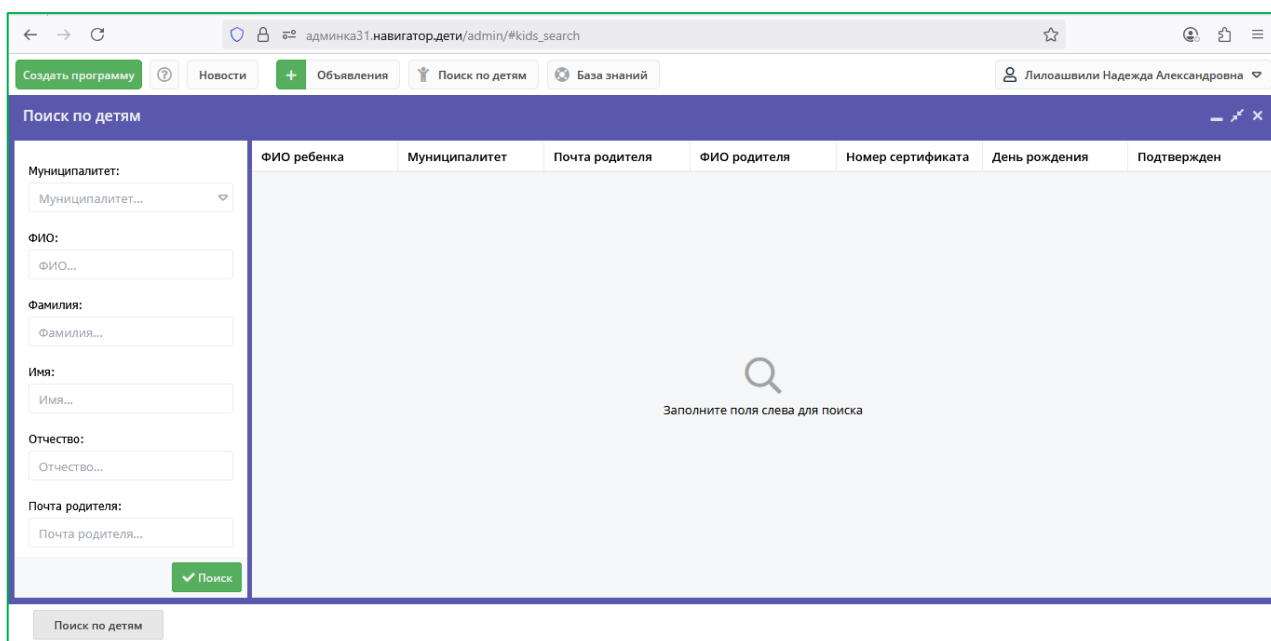 админка31.навигатор.дети/admin/#kids_search
Создать программу Новости + Объявления Поиск по детям База знаний Лилоашвили Надежда Александровна
Поиск по детям
ФИО ребенка Муниципалитет Почта родителя ФИО родителя Номер сертификата День рождения Подтвержден
Муниципалитет:
Муниципалитет...
ФИО:
ФИО...
Фамилия:
Фамилия...
Имя:
Имя...
Отчество:
Отчество...
Почта родителя:
Почта родителя...
Поиск
Заполните поля слева для поиска
Поиск по детям